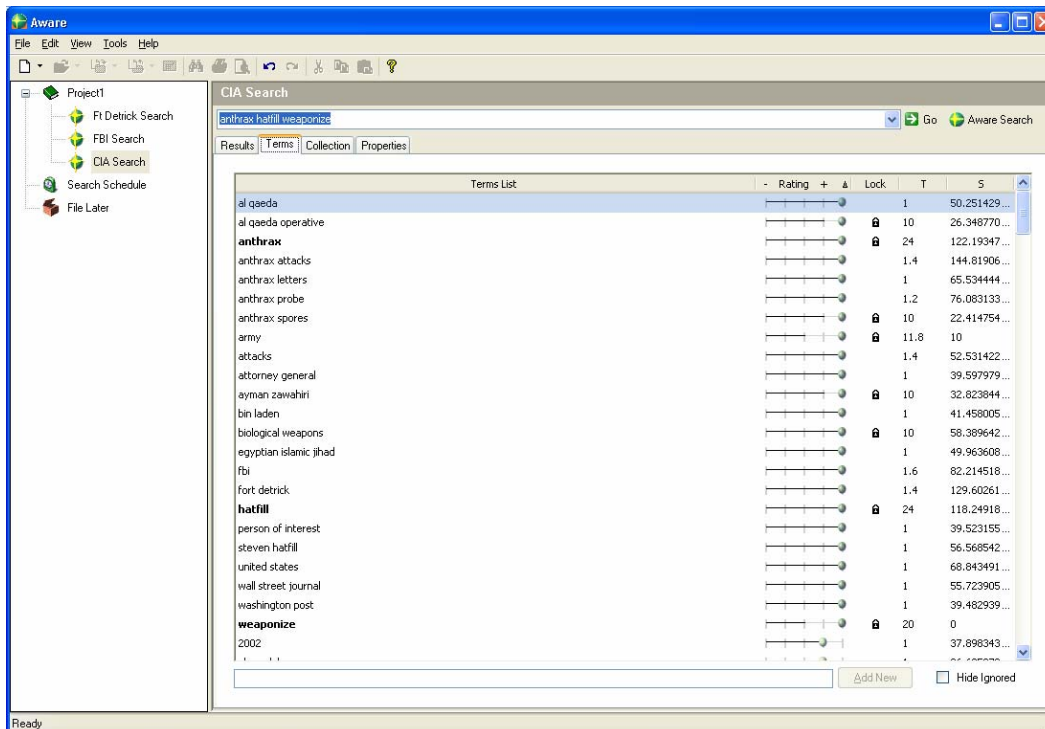 Aware
File Edit View Tools Help
Project1
Ft Detrick Search
FBI Search
CIA Search
Search Schedule
File Later
CIA Search
anthrax hatfill weaponize Go Aware Search
Results Terms Collection Properties
Terms List - Rating + Lock T S
al qaeda 1 50.251429...
al qaeda operative 10 26.348770...
anthrax 24 122.19347...
anthrax attacks 1.4 144.81906...
anthrax letters 1 65.534444...
anthrax probe 1.2 76.083133...
anthrax spores 10 22.414754...
army 11.8 10
attacks 1.4 52.531422...
attorney general 1 39.597979...
ayman zawahiri 10 32.823844...
bin laden 1 41.458005...
biological weapons 10 58.389642...
egyptian islamic jihad 1 49.963608...
fbi 1.6 82.214518...
fort detrick 1.4 129.60261...
hatfill 24 118.24918...
person of interest 1 39.523155...
steven hatfill 1 56.568542...
united states 1 68.843491...
wall street journal 1 55.723905...
washington post 1 39.482939...
weaponize 20 0
2002 1 37.898343...
Add New Hide Ignored
Ready